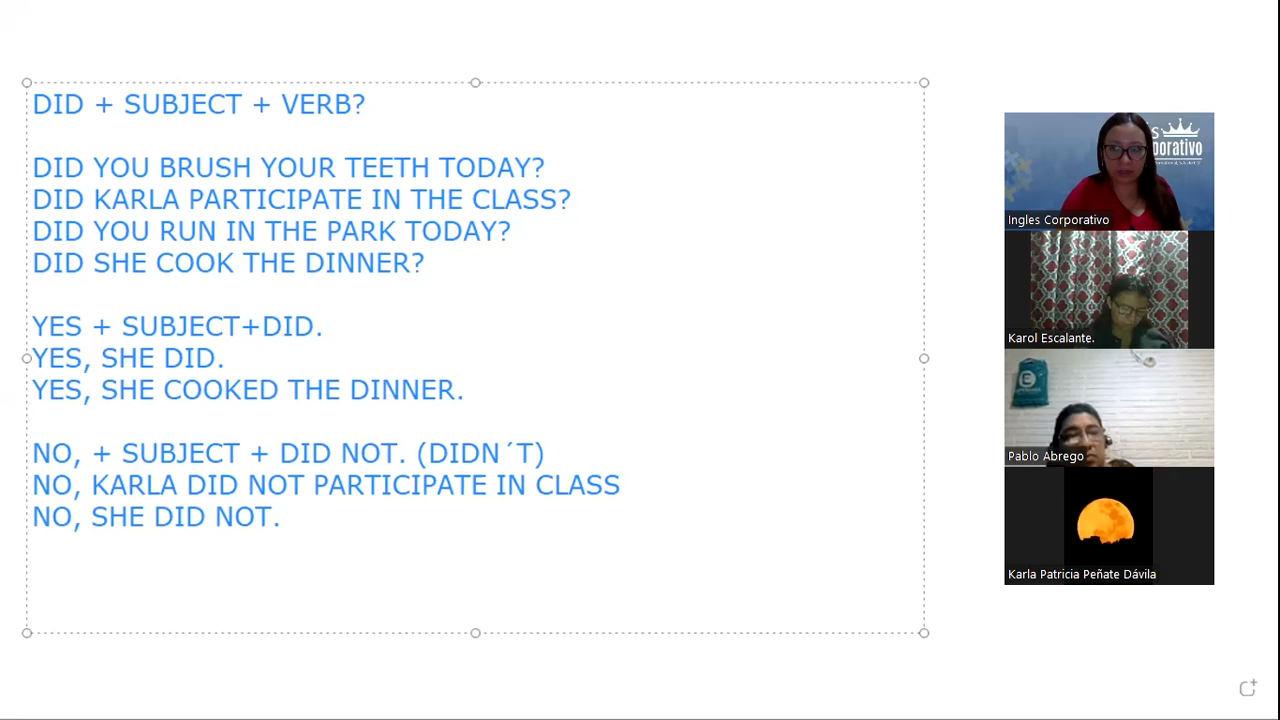 DID + SUBJECT + VERB?
DID YOU BRUSH YOUR TEETH TODAY?
DID KARLA PARTICIPATE IN THE CLASS?
DID YOU RUN IN THE PARK TODAY?
DID SHE COOK THE DINNER?
YES + SUBJECT+DID.
YES, SHE DID.
YES, SHE COOKED THE DINNER.
NO, + SUBJECT + DID NOT. (DIDN´T)
NO, KARLA DID NOT PARTICIPATE IN CLASS
NO, SHE DID NOT.
Ingles Corporativo
Karol Escalante.
Pablo Abrego
Karla Patricia Peñate Dávila